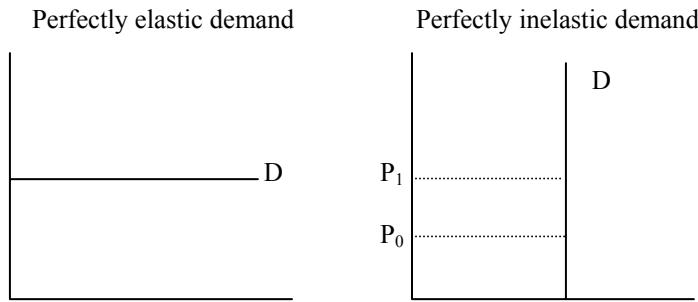 Perfectly elastic demand
D
Perfectly inelastic demand
D
P₁
P₀